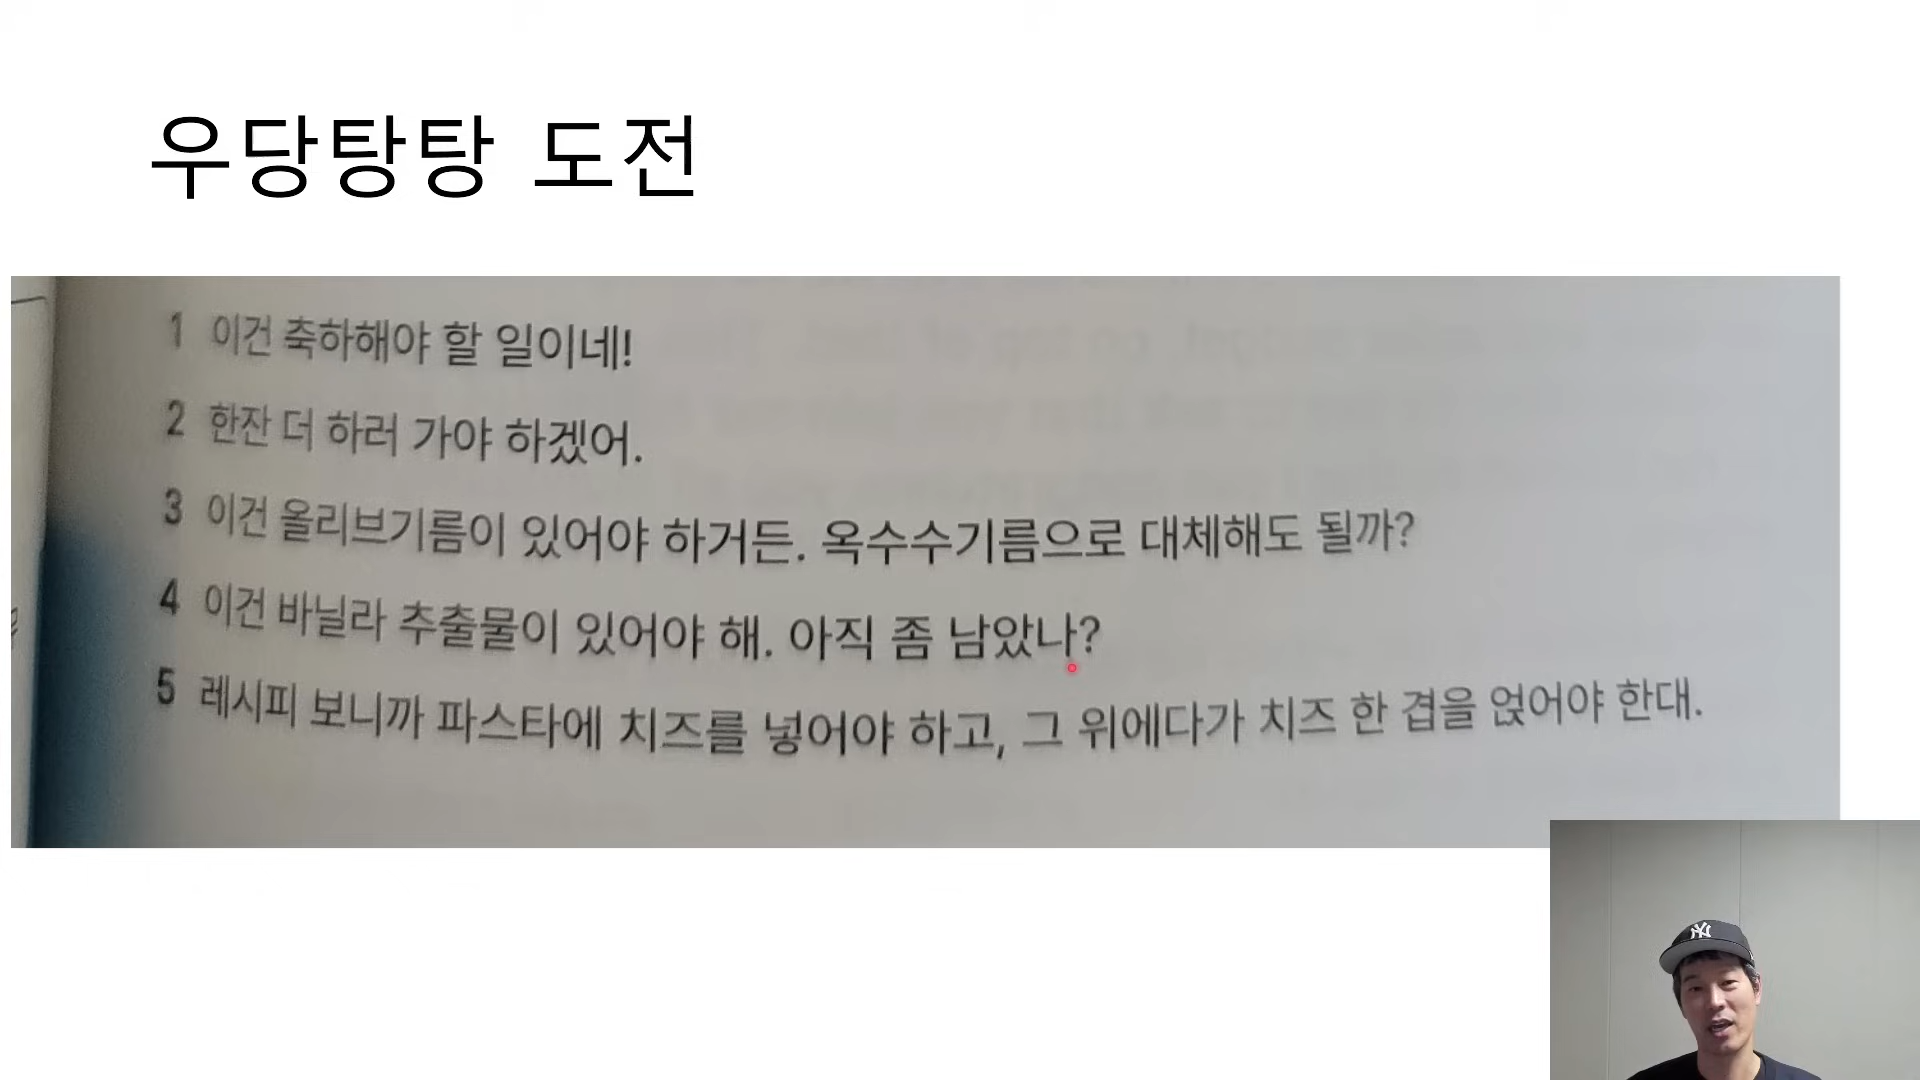 우당탕탕 도전
1 이건 축하해야 할 일이네!
2 한잔 더 하러 가야 하겠어.
3 이건 올리브기름이 있어야 하거든. 옥수수기름으로 대체해도 될까?
4 이건 바닐라 추출물이 있어야 해. 아직 좀 남았나?
5 레시피 보니까 파스타에 치즈를 넣어야 하고, 그 위에다가 치즈 한 겹을 얹어야 한대.
NY